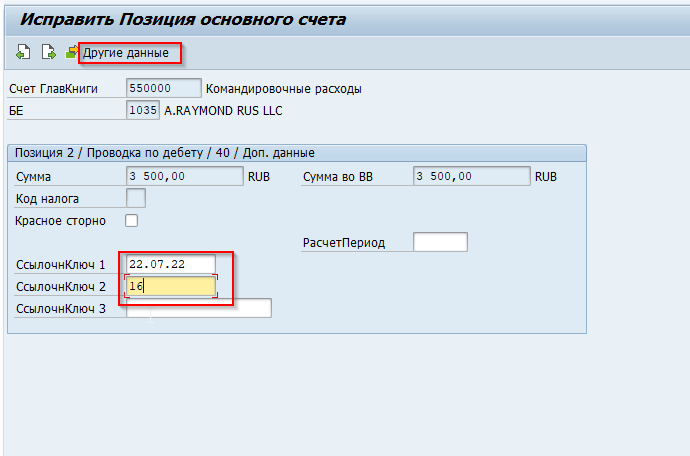 Исправить Позиция основного счета
Другие данные
Счет ГлавКниги 550000 Командировочные расходы
БЕ 1035 A.RAYMOND RUS LLC
Позиция 2 / Проводка по дебету / 40 / Доп. данные
Сумма 3 500,00 RUB Сумма во ВВ 3 500,00 RUB
Код налога
Красное сторно
РасчетПериод
СсылочнКлюч 1 22.07.22
СсылочнКлюч 2 16
СсылочнКлюч 3